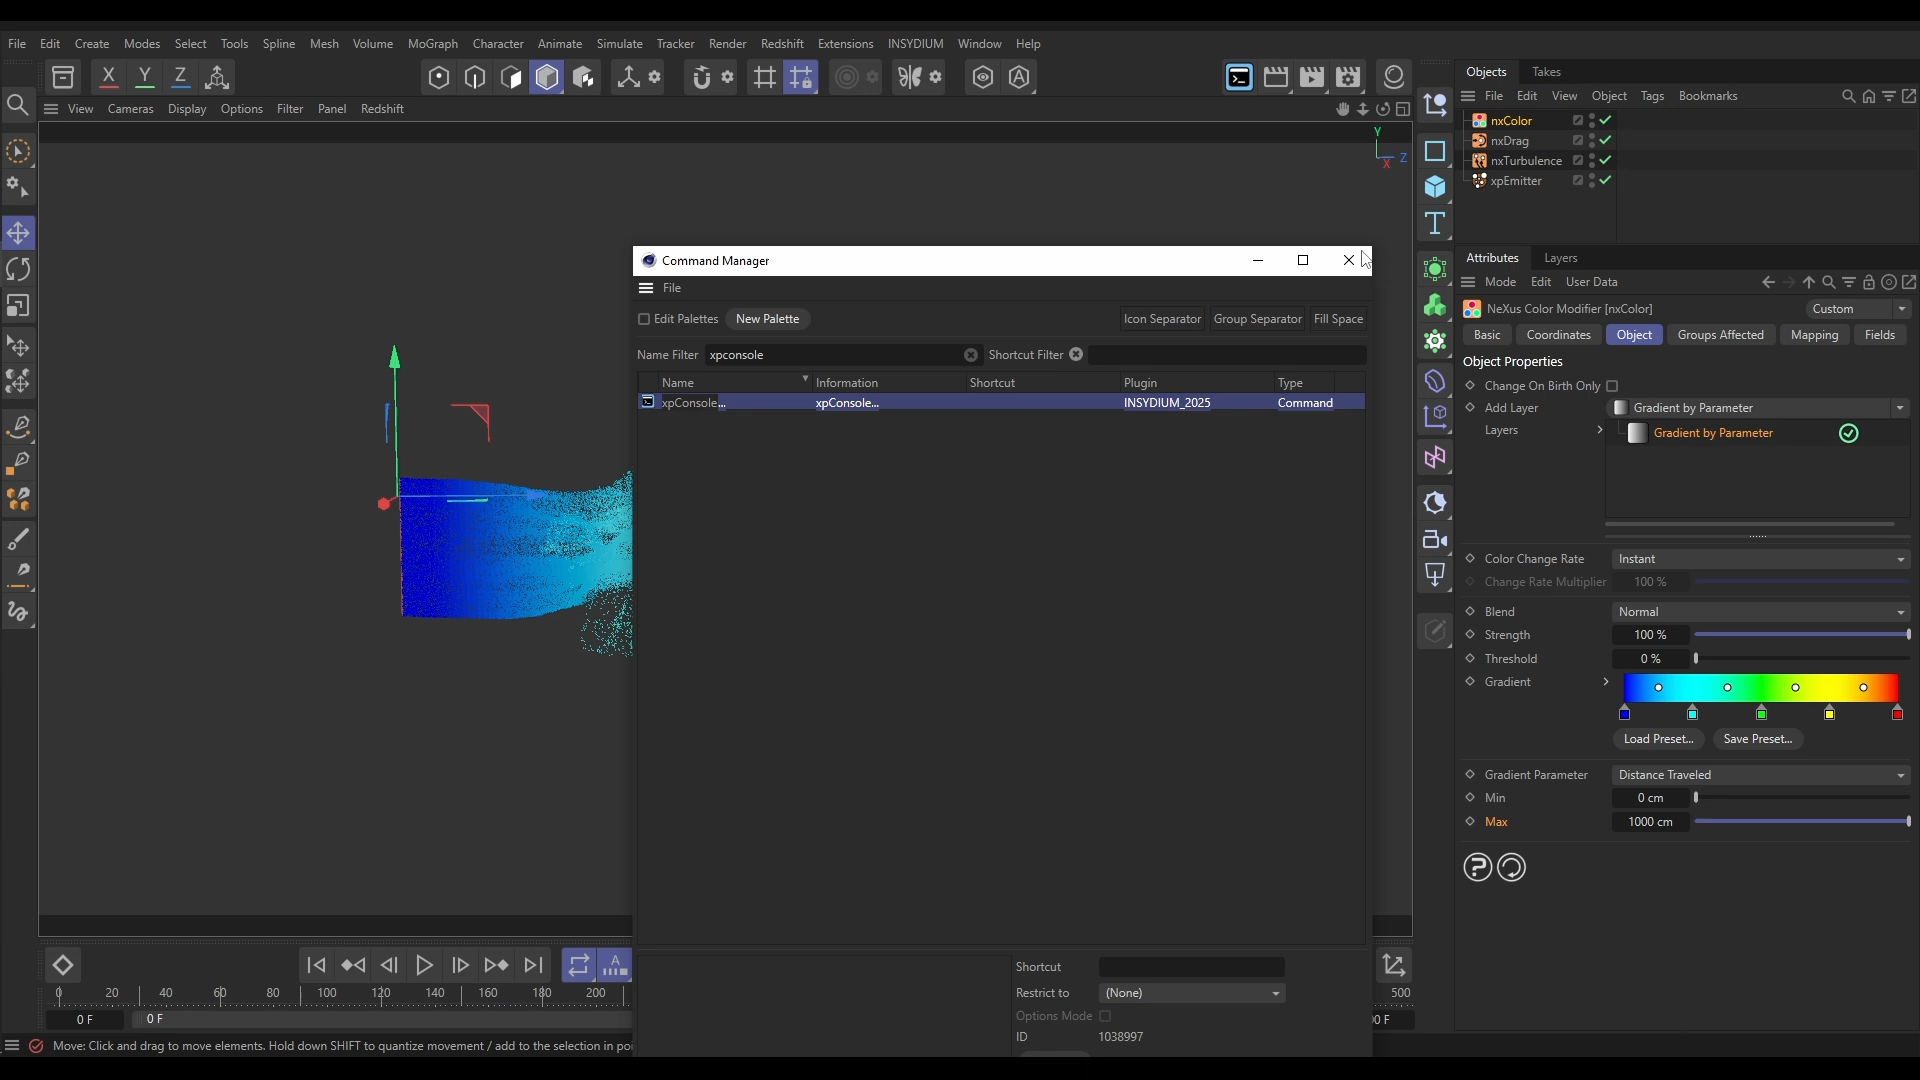 File Edit Create Modes Select Tools Spline Mesh Volume MoGraph Character Animate Simulate Tracker Render Redshift Extensions INSYDIUM Window Help
X Y Z
View Cameras Display Options Filter Panel Redshift
Y
Z
X
Objects Takes
File Edit View Object Tags Bookmarks
nxColor
nxDrag
nxTurbulence
xpEmitter
Command Manager
File
Edit Palettes New Palette Icon Separator Group Separator Fill Space
Name Filter xpconsole Shortcut Filter
Name Information Shortcut Plugin Type
xpConsole... xpConsole... INSYDIUM_2025 Command
Shortcut
Restrict to (None)
Options Mode
ID 1038997
Attributes Layers
Mode Edit User Data
NeXus Color Modifier [nxColor] Custom
Basic Coordinates Object Groups Affected Mapping Fields
Object Properties
Change On Birth Only
Add Layer Gradient by Parameter
Layers Gradient by Parameter
Color Change Rate Instant
Change Rate Multiplier 100 %
Blend Normal
Strength 100 %
Threshold 0 %
Gradient
Load Preset... Save Preset...
Gradient Parameter Distance Traveled
Min 0 cm
Max 1000 cm
0 20 40 60 80 100 120 140 160 180 200 500
0 F 0 F 0 F
Move: Click and drag to move elements. Hold down SHIFT to quantize movement / add to the selection in poi